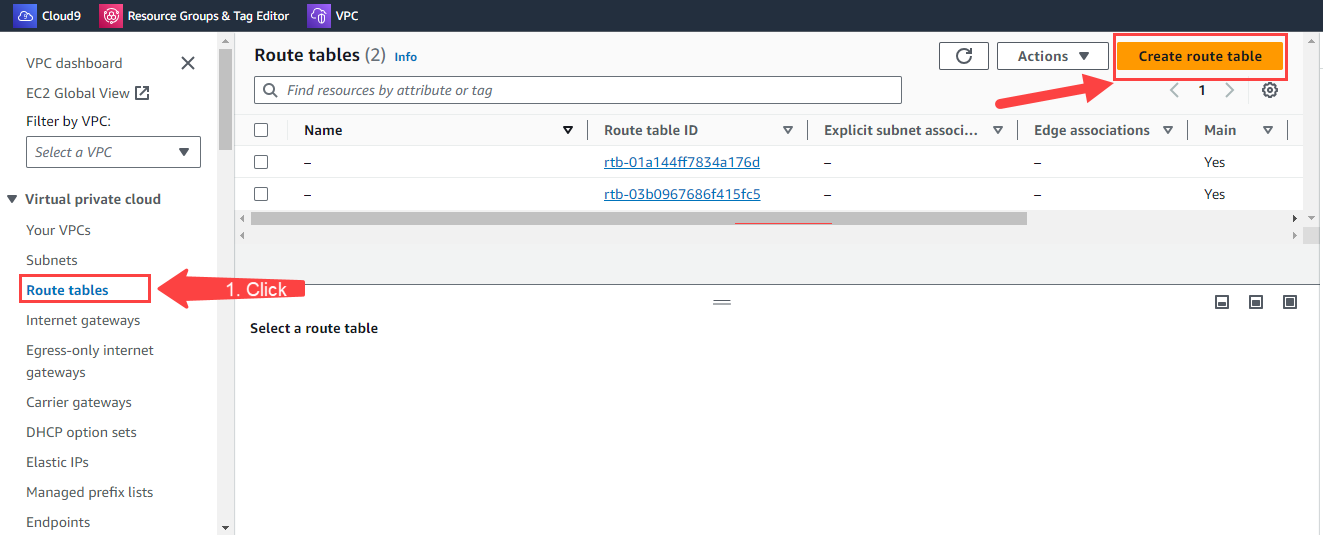 Cloud9 Resource Groups & Tag Editor VPC
VPC dashboard
EC2 Global View
Filter by VPC:
Select a VPC
Virtual private cloud
Your VPCs
Subnets
Route tables
Internet gateways
Egress-only internet
gateways
Carrier gateways
DHCP option sets
Elastic IPs
Managed prefix lists
Endpoints
1. Click
Route tables (2) Info
Actions
Create route table
Find resources by attribute or tag
1
Name Route table ID Explicit subnet associ... Edge associations Main
– rtb-01a144ff7834a176d – – Yes
– rtb-03b0967686f415fc5 – – Yes
Select a route table